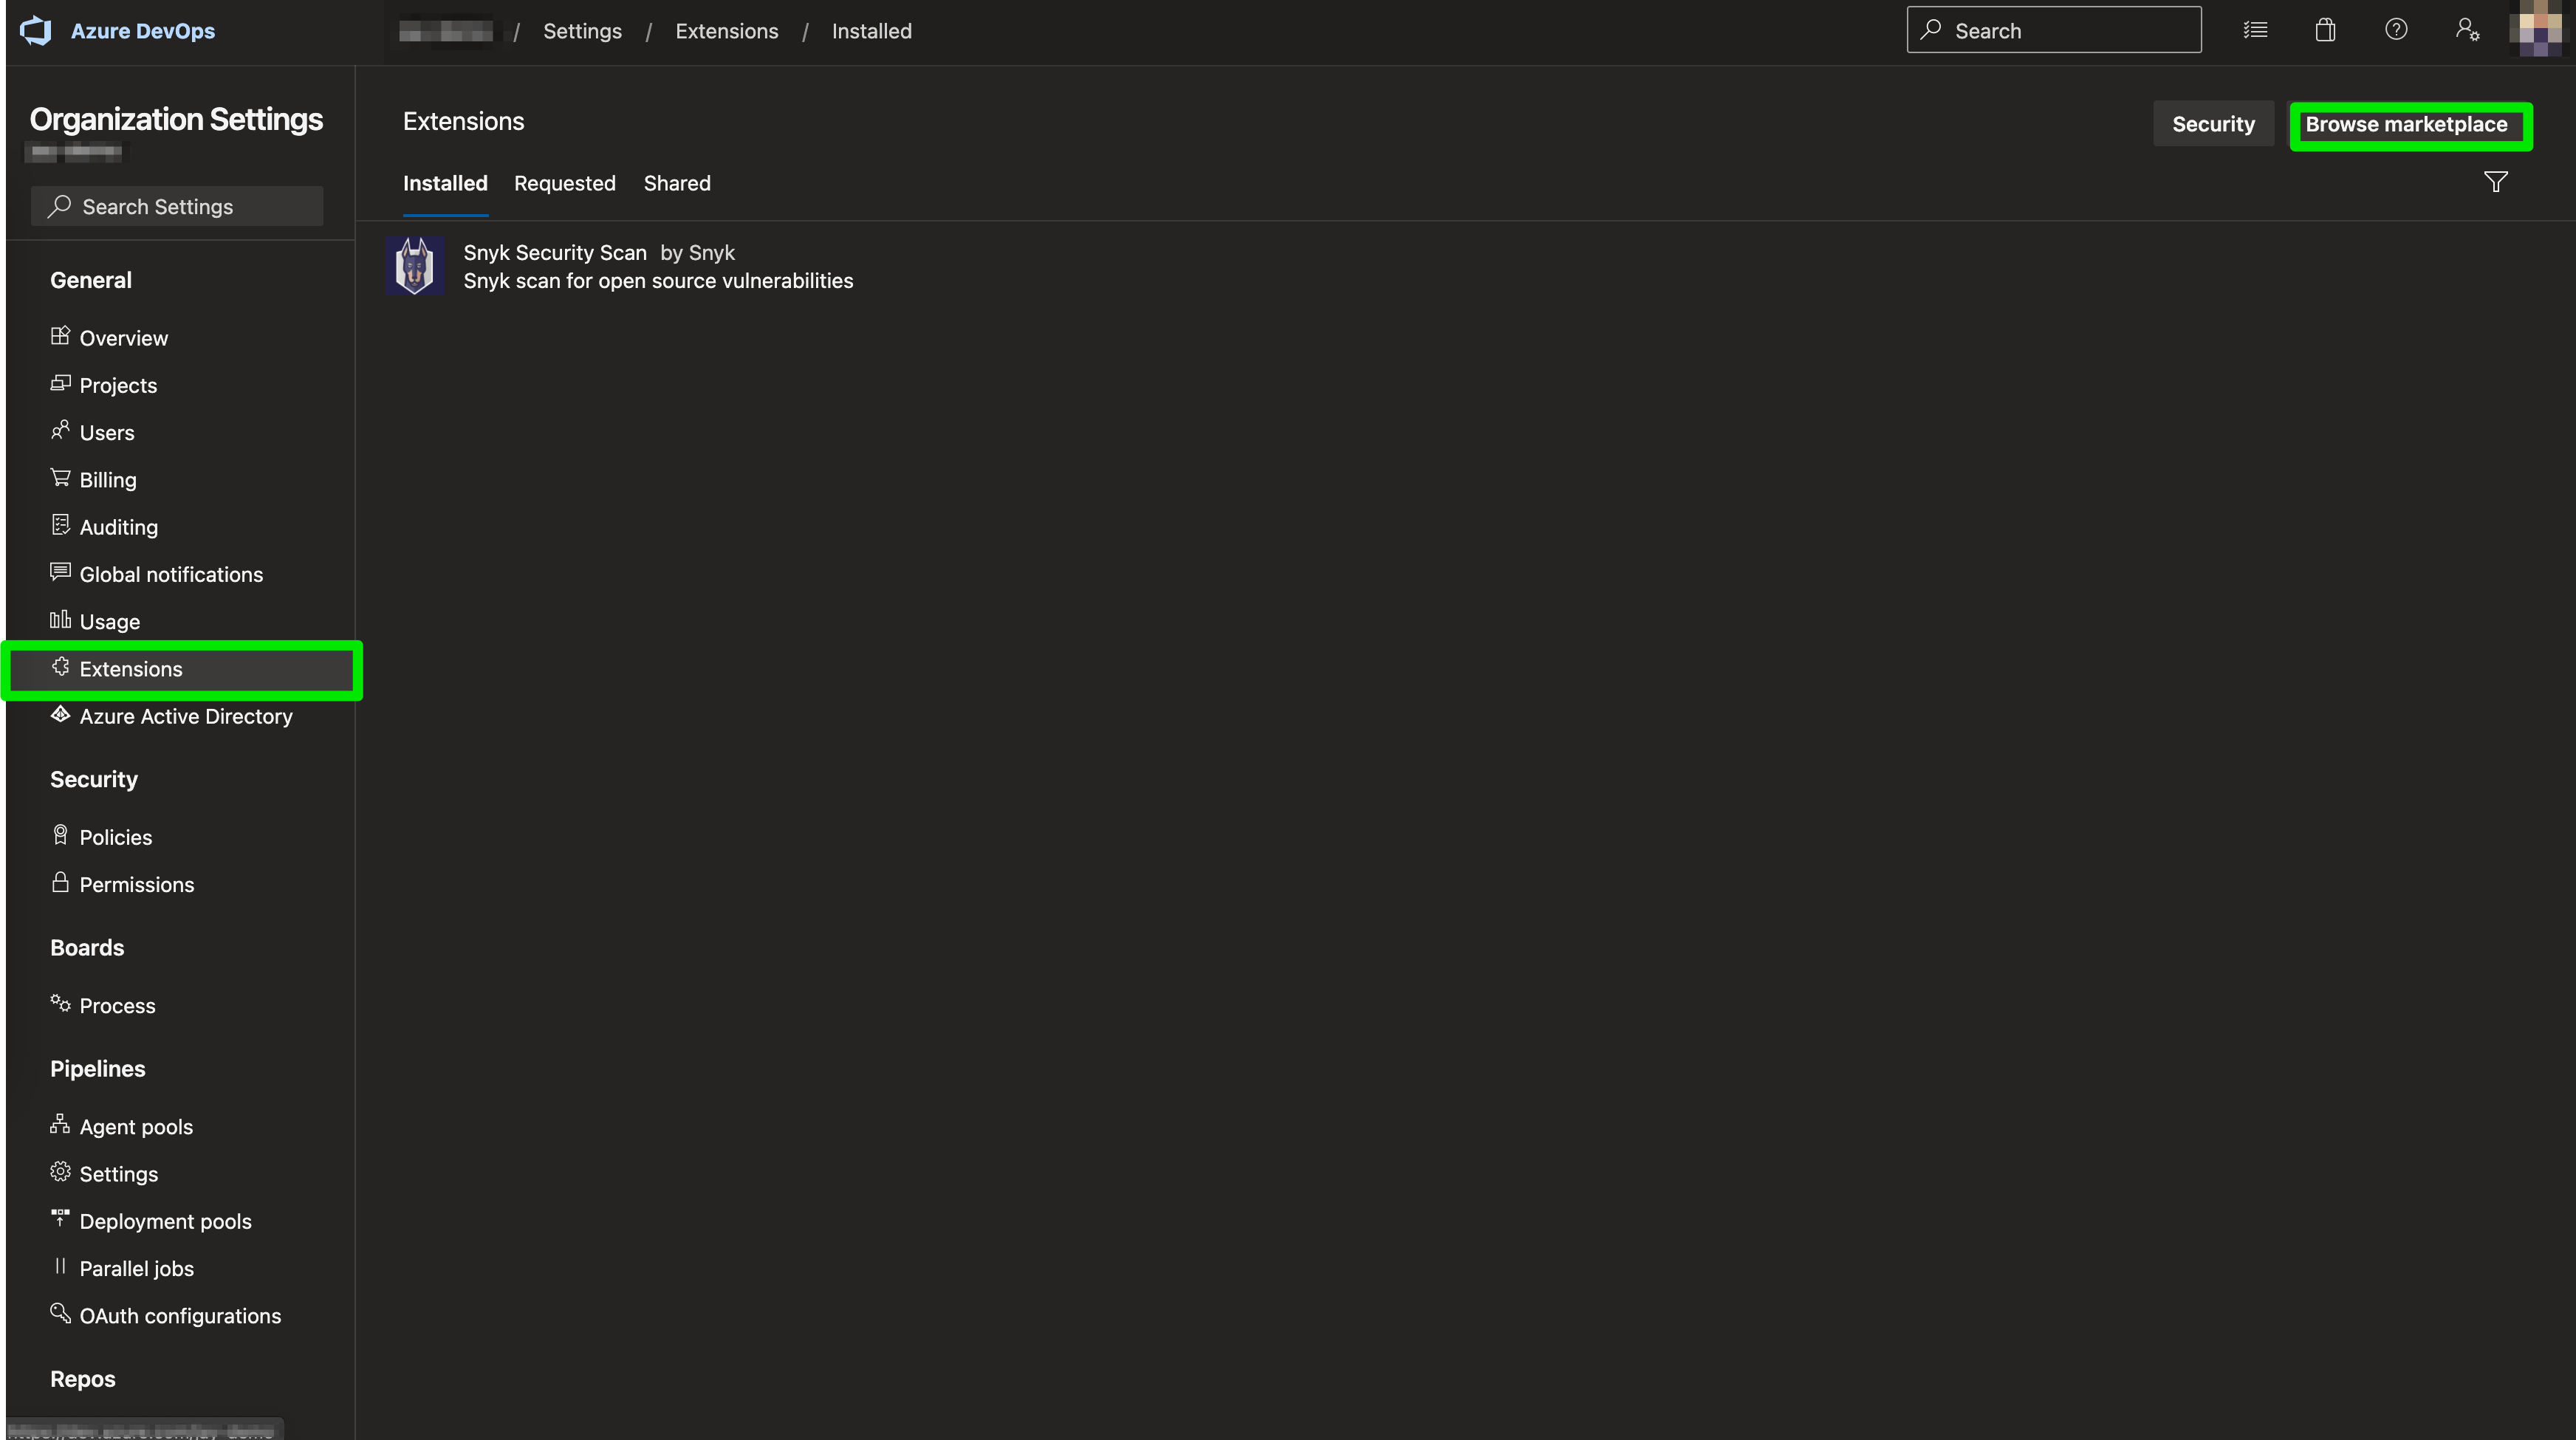 Azure DevOps
/ Settings / Extensions / Installed
Search
Organization Settings
Search Settings
General
Overview
Projects
Users
Billing
Auditing
Global notifications
Usage
Extensions
Azure Active Directory
Security
Policies
Permissions
Boards
Process
Pipelines
Agent pools
Settings
Deployment pools
Parallel jobs
OAuth configurations
Repos
Extensions
Security
Browse marketplace
Installed
Requested
Shared
Snyk Security Scan by Snyk
Snyk scan for open source vulnerabilities